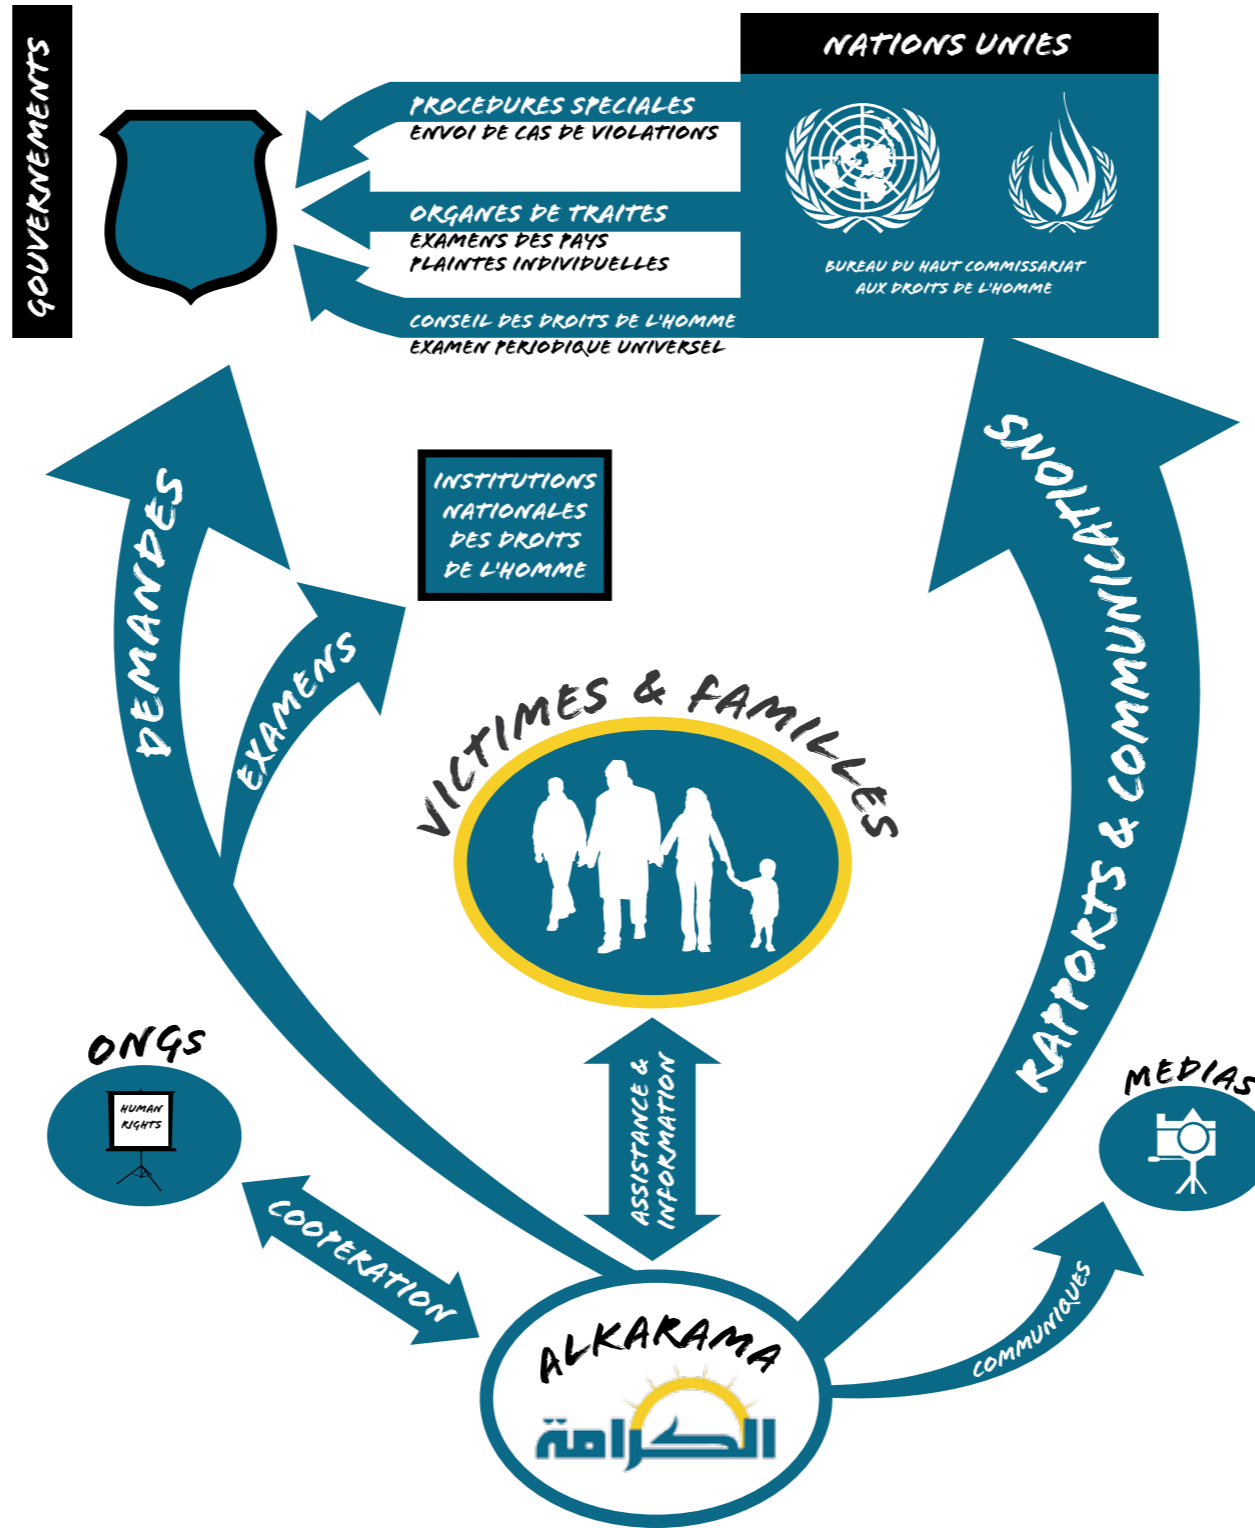 GOUVERNEMENTS
NATIONS UNIES
PROCEDURES SPECIALES
ENVOI DE CAS DE VIOLATIONS
ORGANES DE TRAITES
EXAMENS DES PAYS
PLAINTES INDIVIDUELLES
CONSEIL DES DROITS DE L'HOMME
EXAMEN PERIODIQUE UNIVERSEL
BUREAU DU HAUT COMMISSARIAT
AUX DROITS DE L'HOMME
INSTITUTIONS
NATIONALES
DES DROITS
DE L'HOMME
DEMANDES
EXAMENS
RAPPORTS & COMMUNICATIONS
VICTIMES & FAMILLES
ONGS
HUMAN
RIGHTS
MEDIAS
ASSISTANCE &
INFORMATION
COOPERATION
COMMUNIQUES
ALKARAMA
الكرامة